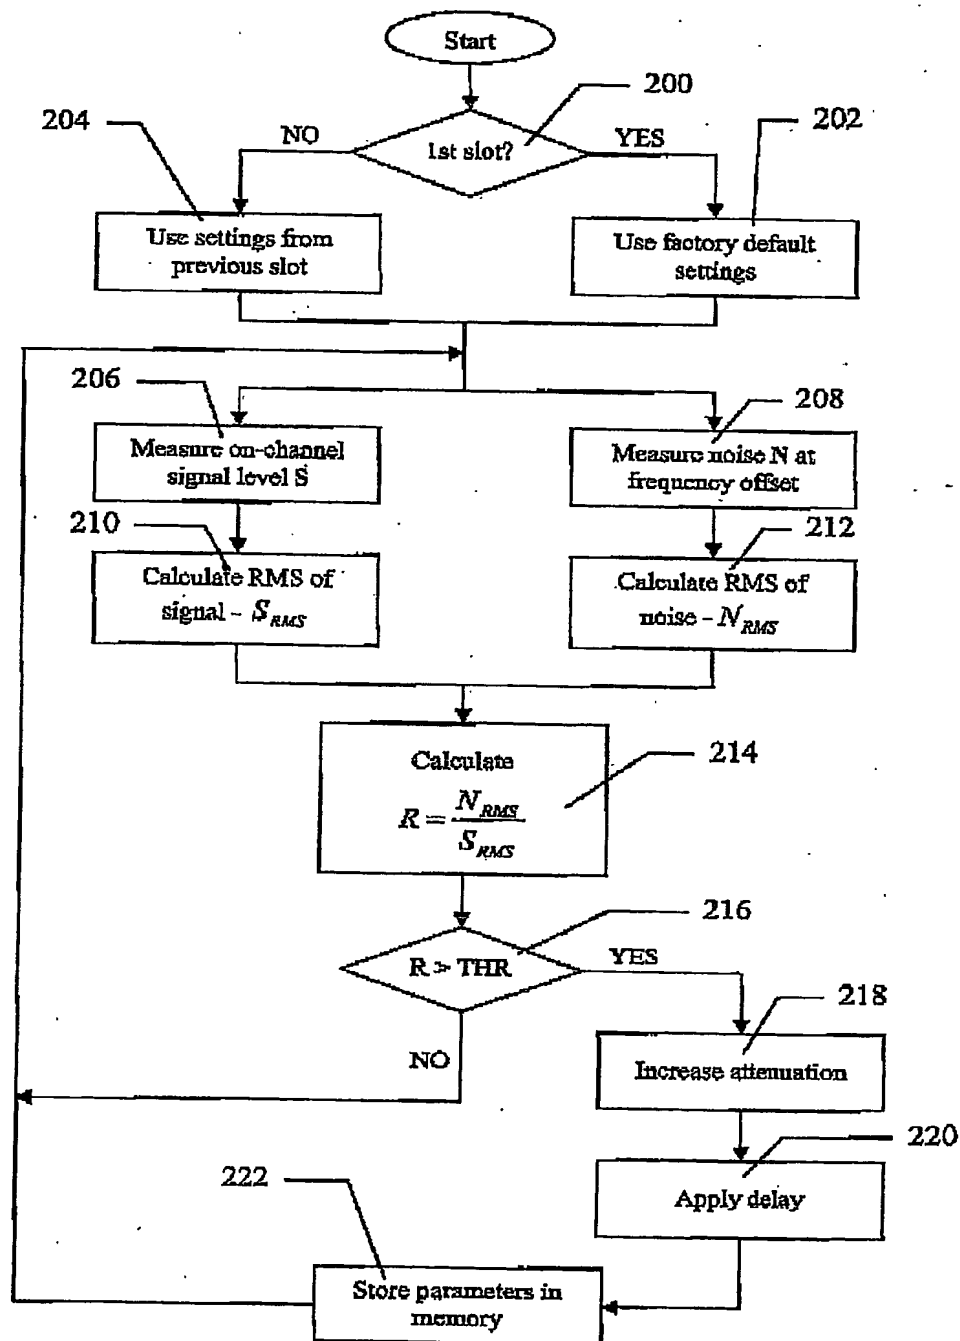 Start
200
204
NO
1st slot?
YES
202
Use settings from
previous slot
Use factory default
settings
206
208
Measure on-channel
signal level S
Measure noise N at
frequency offset
210
212
Calculate RMS of
signal - S_RMS
Calculate RMS of
noise - N_RMS
Calculate
R = N_RMS / S_RMS
214
216
R > THR
YES
218
NO
Increase attenuation
220
222
Apply delay
Store parameters in
memory